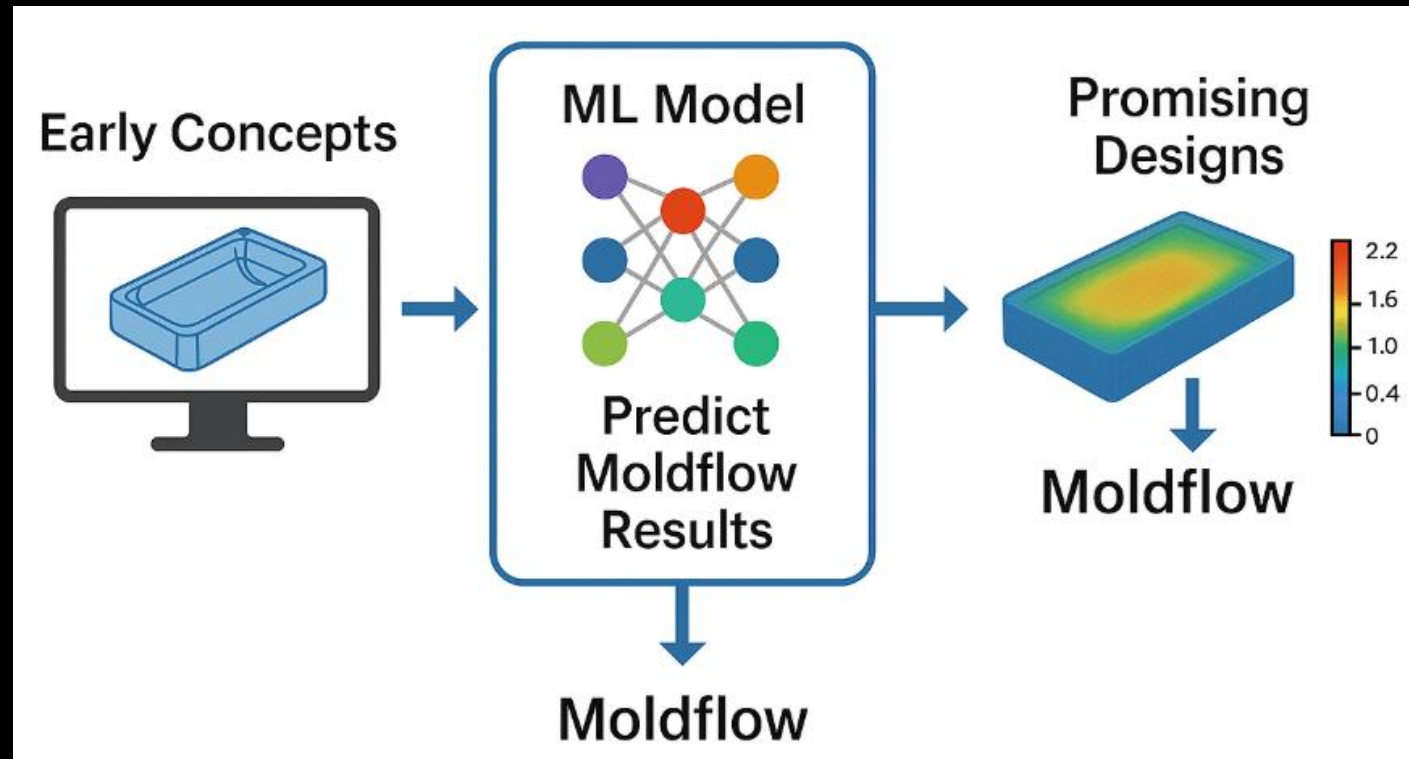 Early Concepts
ML Model
Predict
Moldflow
Results
Moldflow
Promising
Designs
2.2
1.6
1.0
0.4
0
Moldflow